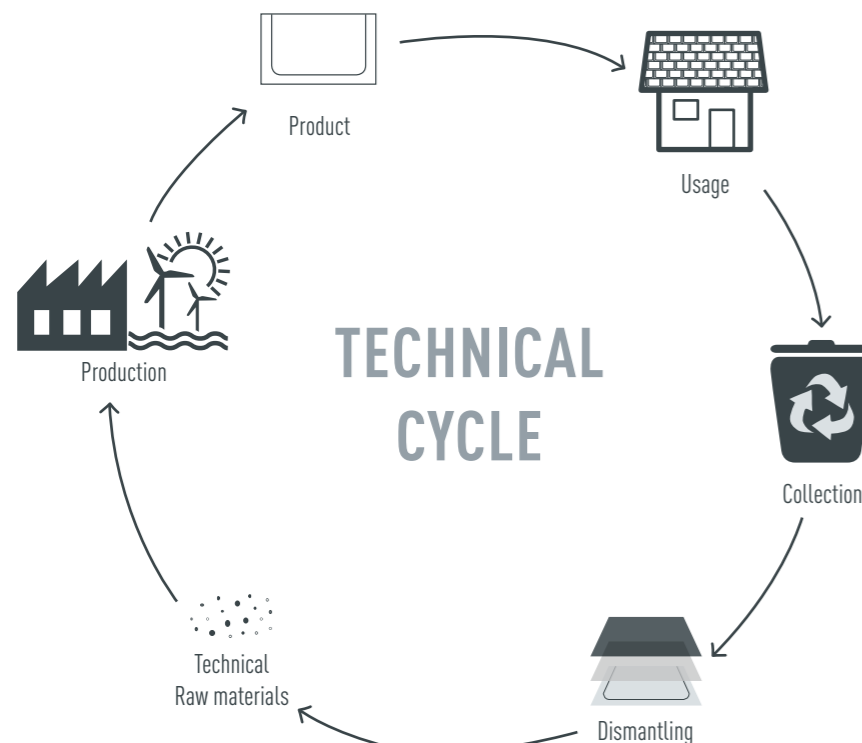 Product
Usage
Production
TECHNICAL
CYCLE
Collection
Technical
Raw materials
Dismantling